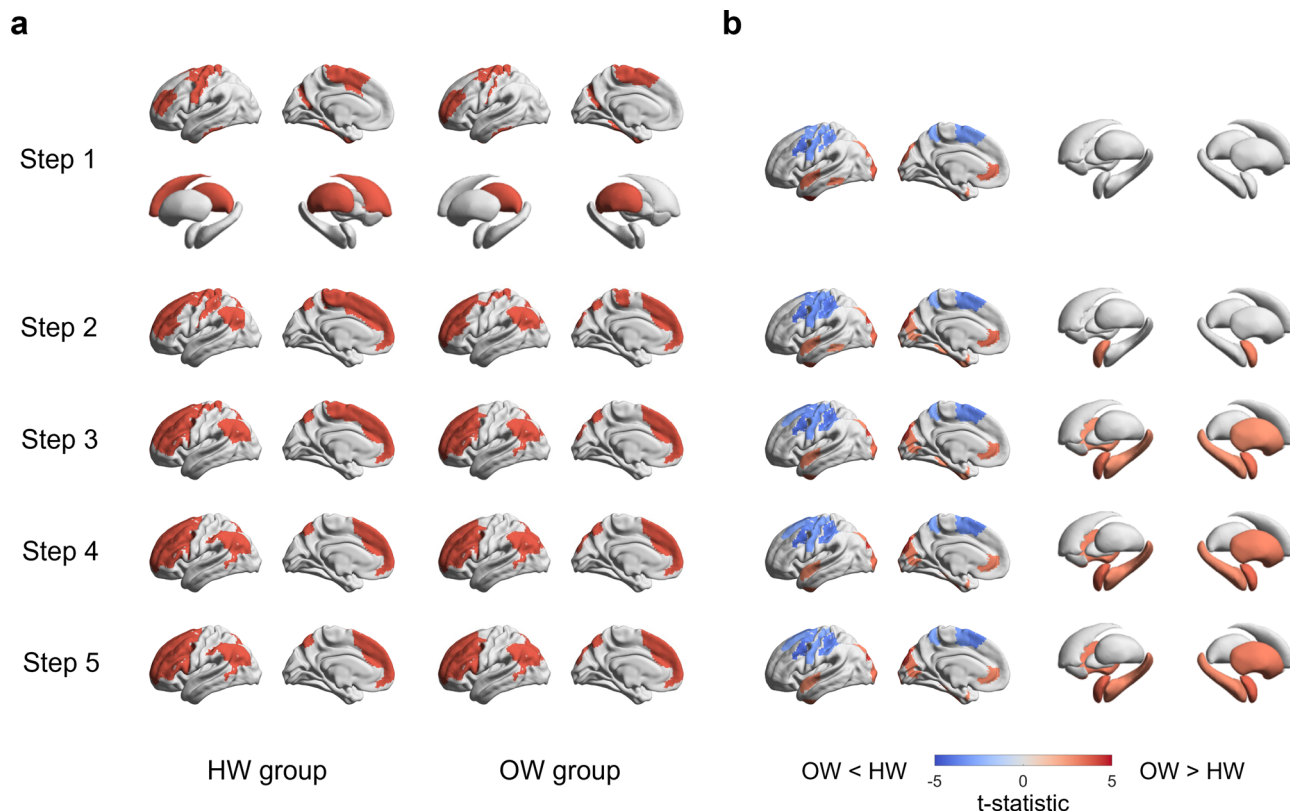 a
b
Step 1
Step 2
Step 3
Step 4
Step 5
HW group
OW group
OW < HW
-5
0
5
OW > HW
t-statistic